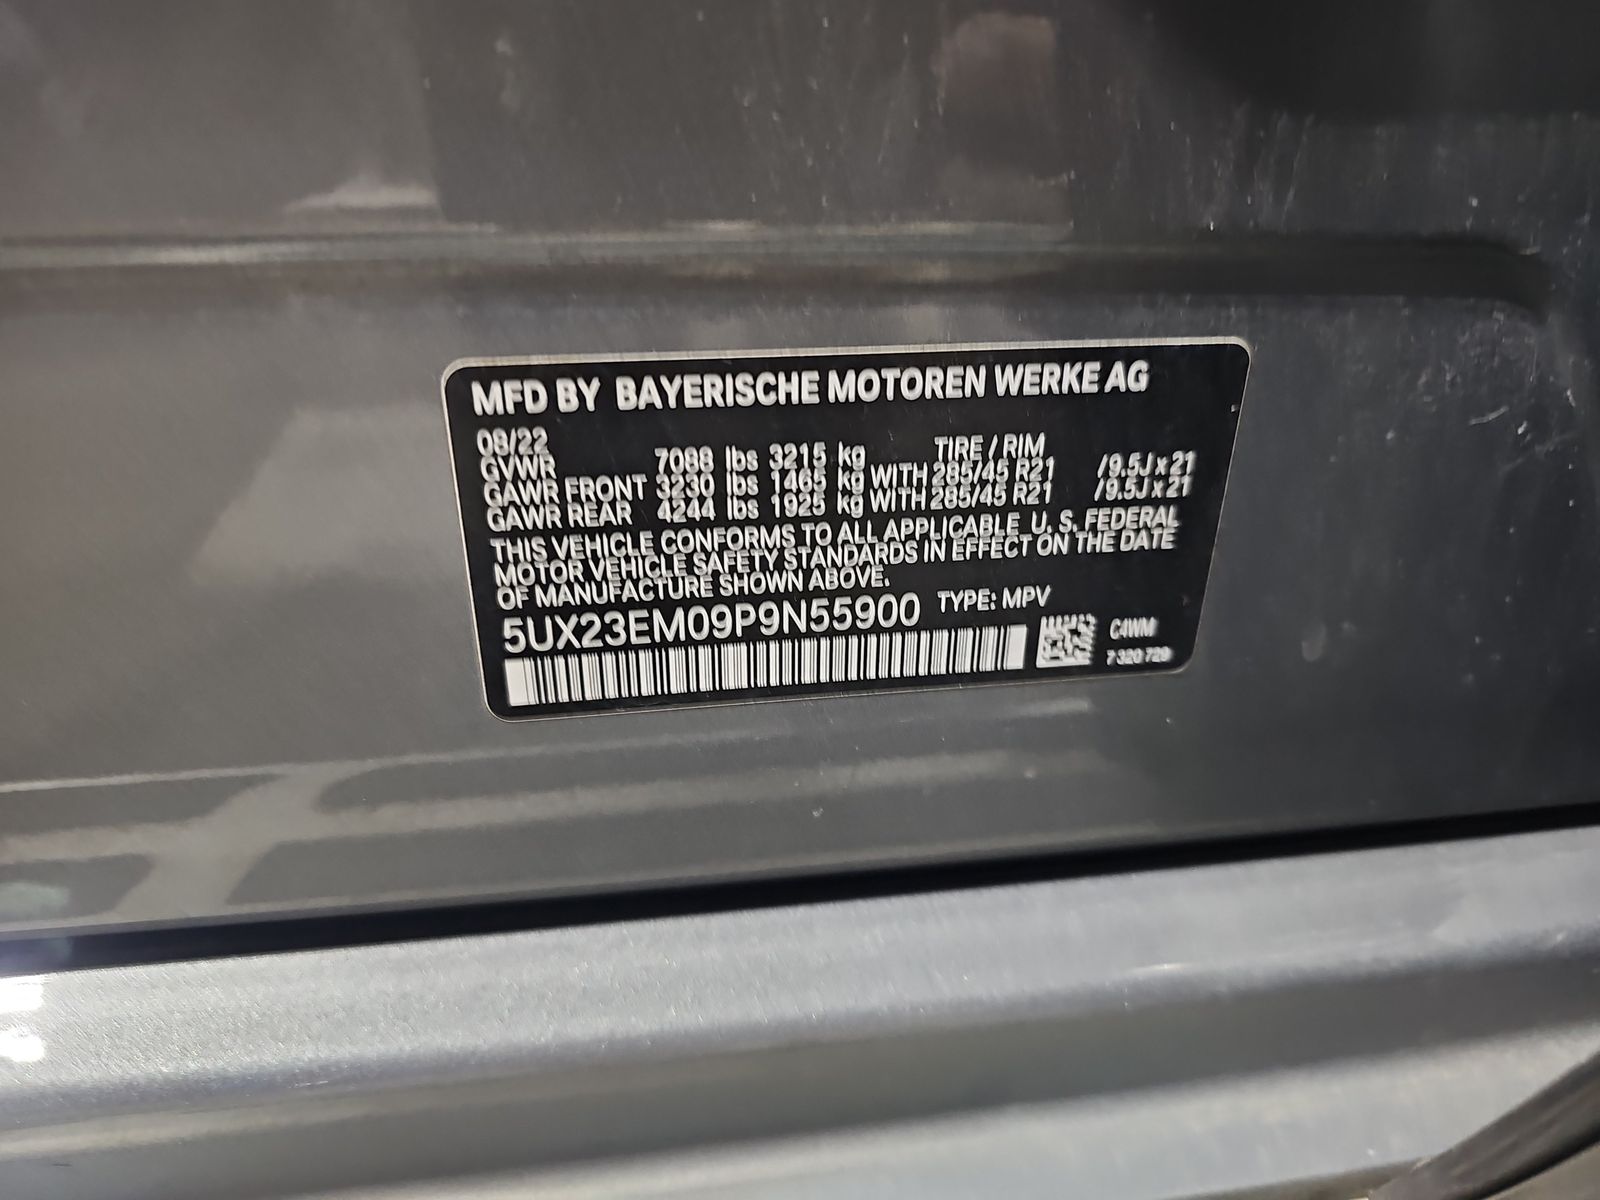 MFD BY BAYERISCHE MOTOREN WERKE AG
08/22 TIRE / RIM
GVWR 7088 lbs 3215 kg
GAWR FRONT 3230 lbs 1465 kg WITH 285/45 R21 /9.5J x 21
GAWR REAR 4244 lbs 1925 kg WITH 285/45 R21 /9.5J x 21
THIS VEHICLE CONFORMS TO ALL APPLICABLE U. S. FEDERAL
MOTOR VEHICLE SAFETY STANDARDS IN EFFECT ON THE DATE
OF MANUFACTURE SHOWN ABOVE.
5UX23EM09P9N55900 TYPE: MPV
C4WM
7 320 729